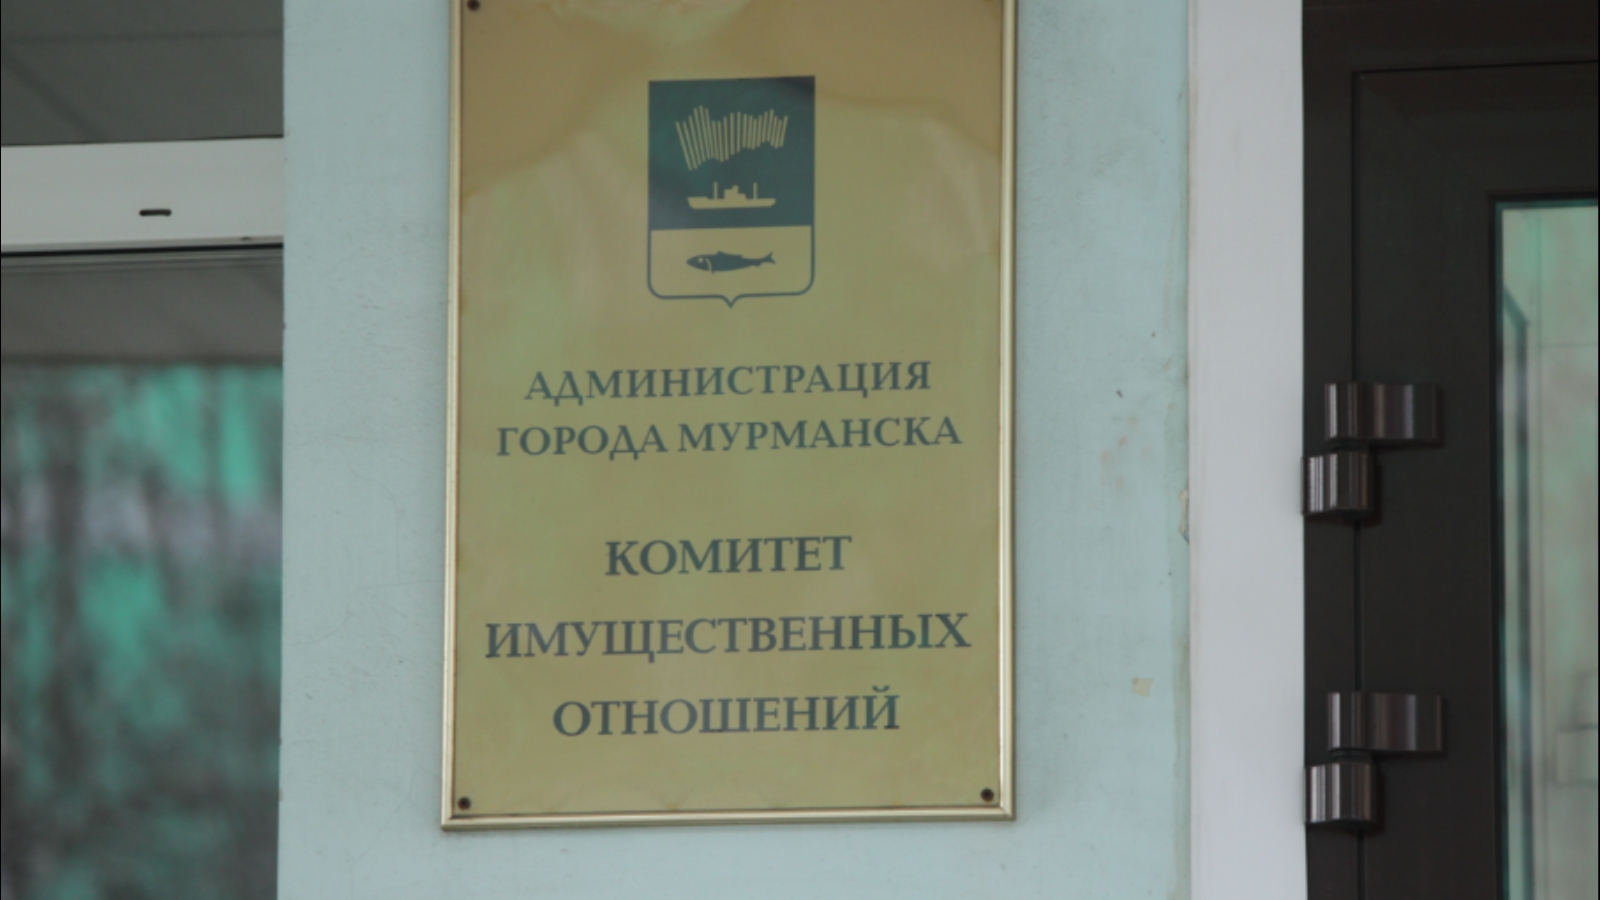 АДМИНИСТРАЦИЯ
ГОРОДА МУРМАНСКА
КОМИТЕТ
ИМУЩЕСТВЕННЫХ
ОТНОШЕНИЙ